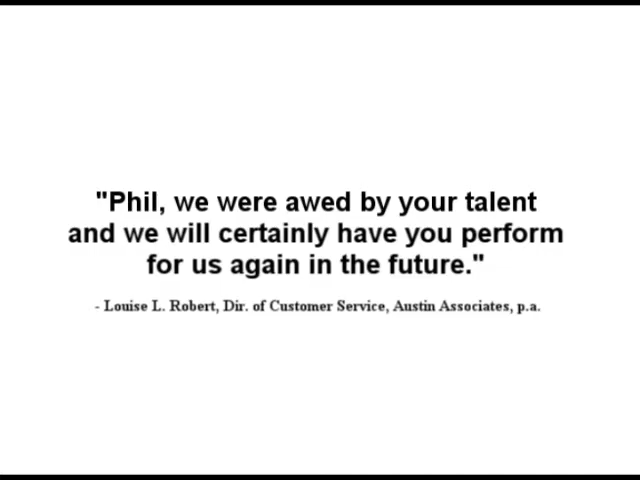 "Phil, we were awed by your talent
and we will certainly have you perform
for us again in the future."
- Louise L. Robert, Dir. of Customer Service, Austin Associates, p.a.